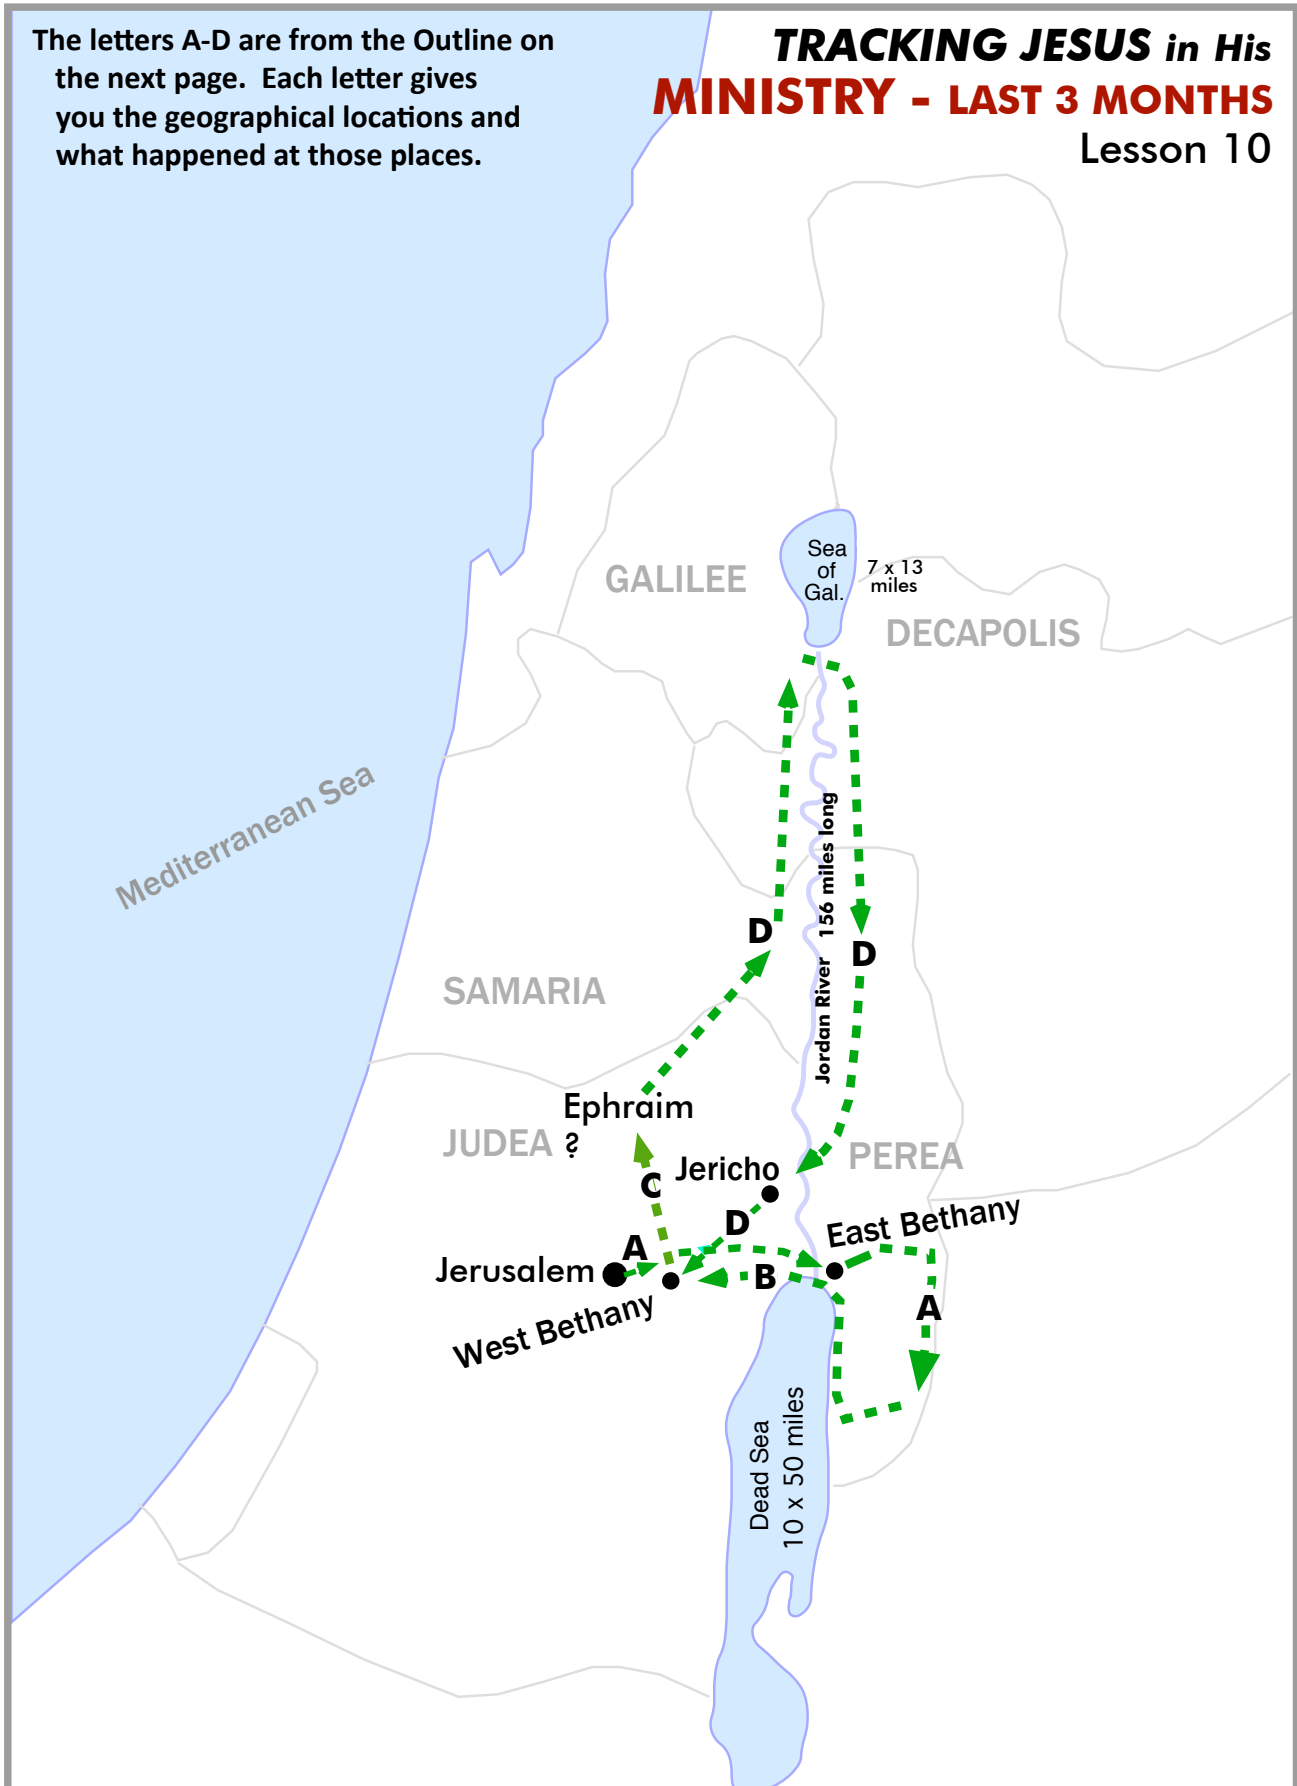 The letters A-D are from the Outline on
the next page. Each letter gives
you the geographical locations and
what happened at those places.
TRACKING JESUS in His
MINISTRY - LAST 3 MONTHS
Lesson 10
Sea
of
Gal.
7 x 13
miles
GALILEE
DECAPOLIS
Mediterranean Sea
Jordan River 156 miles long
D
D
SAMARIA
Ephraim
JUDEA ?
PEREA
C
Jericho
D
East Bethany
A
Jerusalem
B
West Bethany
A
Dead Sea
10 x 50 miles